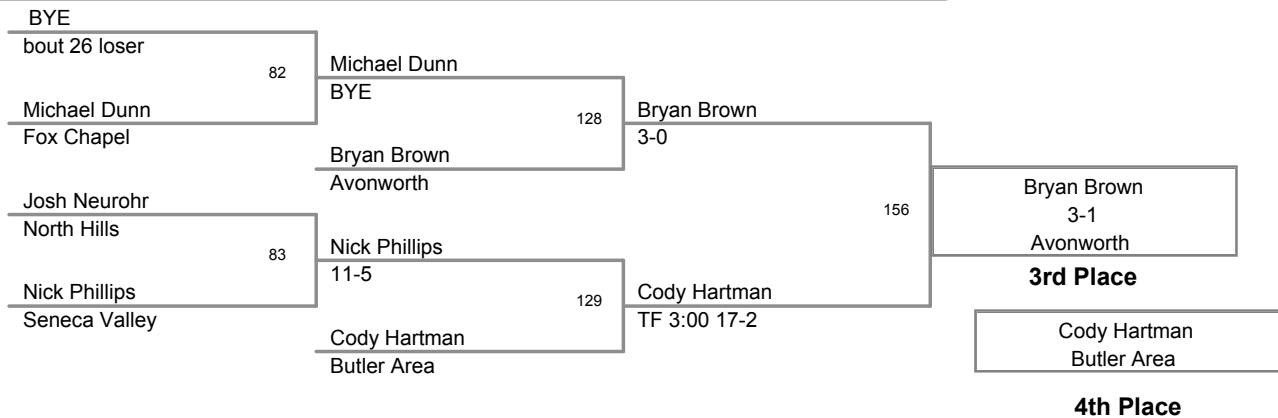 BYE
bout 26 loser
82
Michael Dunn
Fox Chapel
Michael Dunn
BYE
128
Bryan Brown
Avonworth
Bryan Brown
3-0
Josh Neurohr
North Hills
83
Nick Phillips
Seneca Valley
Nick Phillips
11-5
129
Cody Hartman
Butler Area
Cody Hartman
TF 3:00 17-2
156
Bryan Brown
3-1
Avonworth
3rd Place
Cody Hartman
Butler Area
4th Place